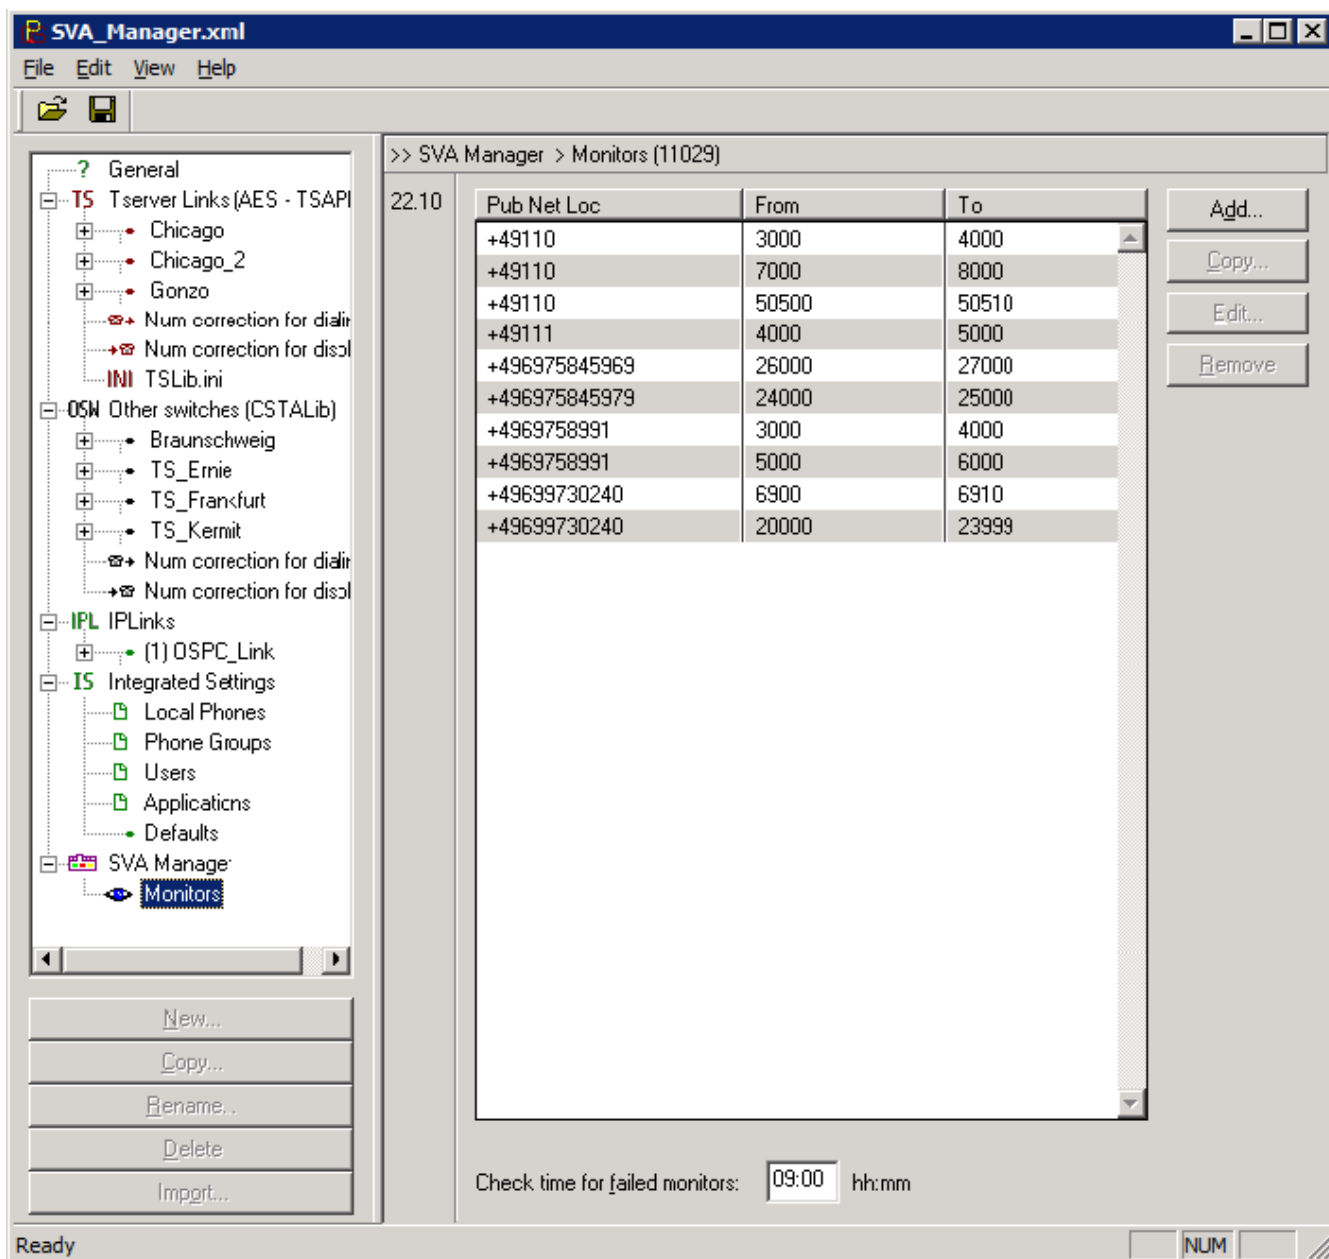 SVA_Manager.xml
File Edit View Help
? General
TS Tserver Links (AES - TSAPI
Chicago
Chicago_2
Gonzo
Num correction for dialin
Num correction for displ
INI TSLib.ini
OSW Other switches (CSTALib)
Braunschweig
TS_Ernie
TS_Frankfurt
TS_Kermit
Num correction for dialin
Num correction for displ
IPL IPLinks
(1) OSPC_Link
IS Integrated Settings
Local Phones
Phone Groups
Users
Applications
Defaults
SVA Manager
Monitors
New...
Copy...
Rename...
Delete
Import...
>> SVA Manager > Monitors (11029)
22.10
Pub Net Loc From To
+49110 3000 4000
+49110 7000 8000
+49110 50500 50510
+49111 4000 5000
+496975845969 26000 27000
+496975845979 24000 25000
+4969758991 3000 4000
+4969758991 5000 6000
+49699730240 6900 6910
+49699730240 20000 23999
Add...
Copy...
Edit...
Remove
Check time for failed monitors: 09:00 hh:mm
Ready NUM